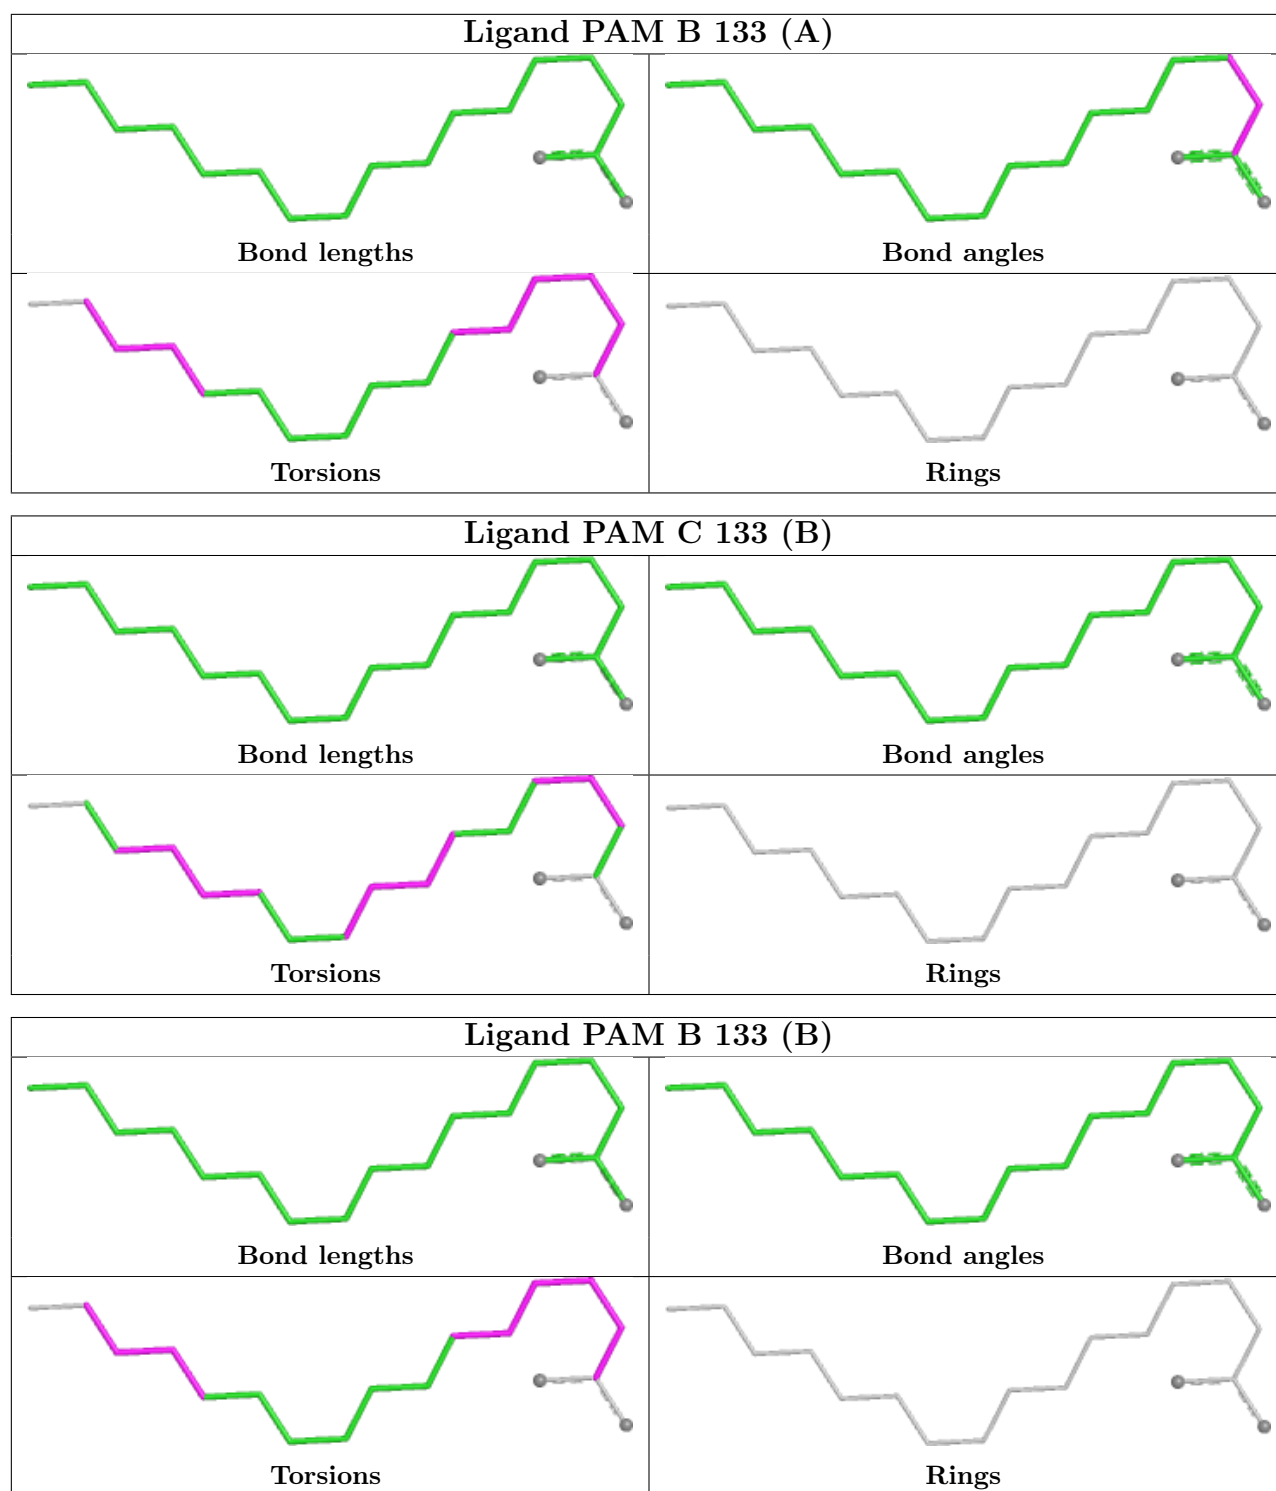 Ligand PAM B 133 (A)
Bond lengths
Bond angles
Torsions
Rings
Ligand PAM C 133 (B)
Bond lengths
Bond angles
Torsions
Rings
Ligand PAM B 133 (B)
Bond lengths
Bond angles
Torsions
Rings